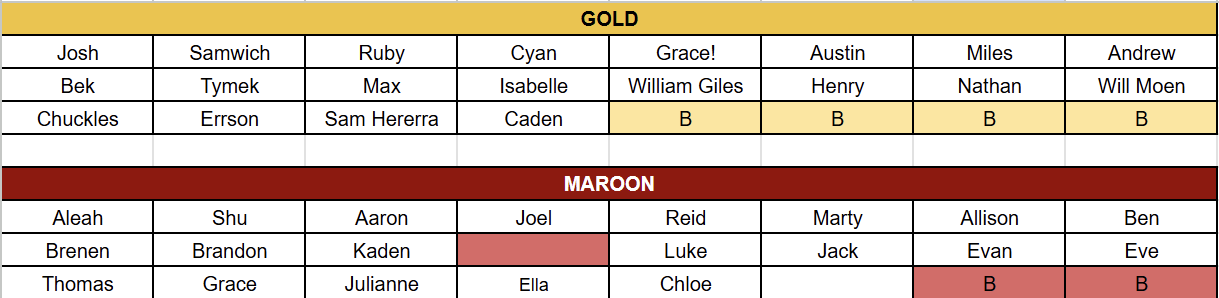 GOLD
Josh Samwich Ruby Cyan Grace! Austin Miles Andrew
Bek Tymek Max Isabelle William Giles Henry Nathan Will Moen
Chuckles Errson Sam Hererra Caden B B B B
MAROON
Aleah Shu Aaron Joel Reid Marty Allison Ben
Brenen Brandon Kaden Luke Jack Evan Eve
Thomas Grace Julianne Ella Chloe B B